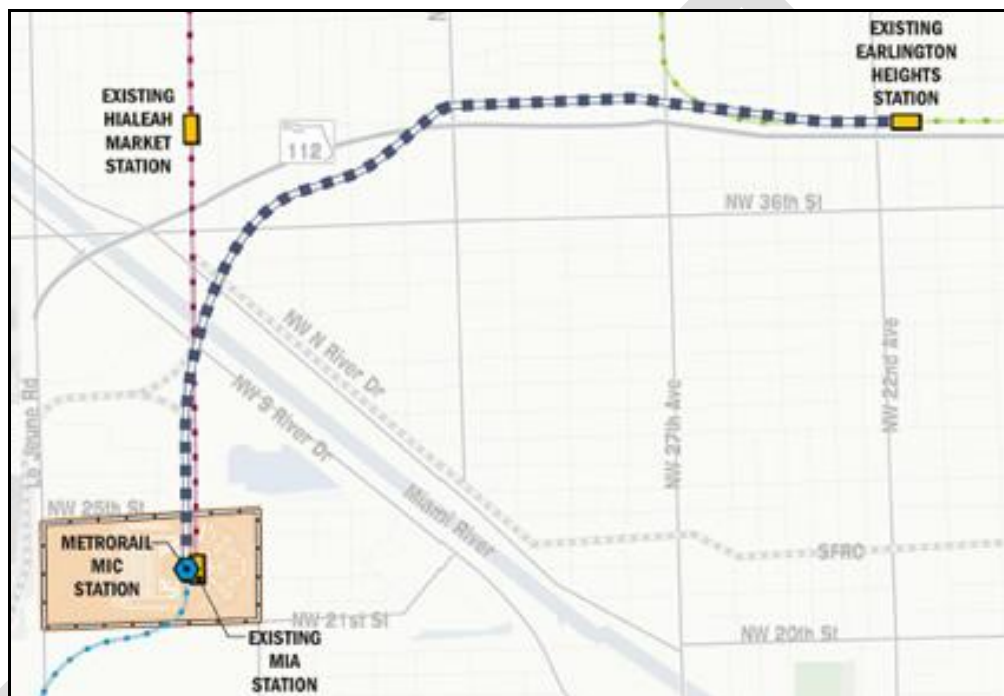 EXISTING
EARLINGTON
HEIGHTS
STATION
EXISTING
HIALEAH
MARKET
STATION
112
NW 36th St
NW N River Dr
NW S River Dr
Le Jeune Rd
NW 27th Ave
NW 22nd Ave
Miami River
NW 25th St
METRORAIL
MIC
STATION
SFRC
NW 21st St
NW 20th St
EXISTING
MIA
STATION